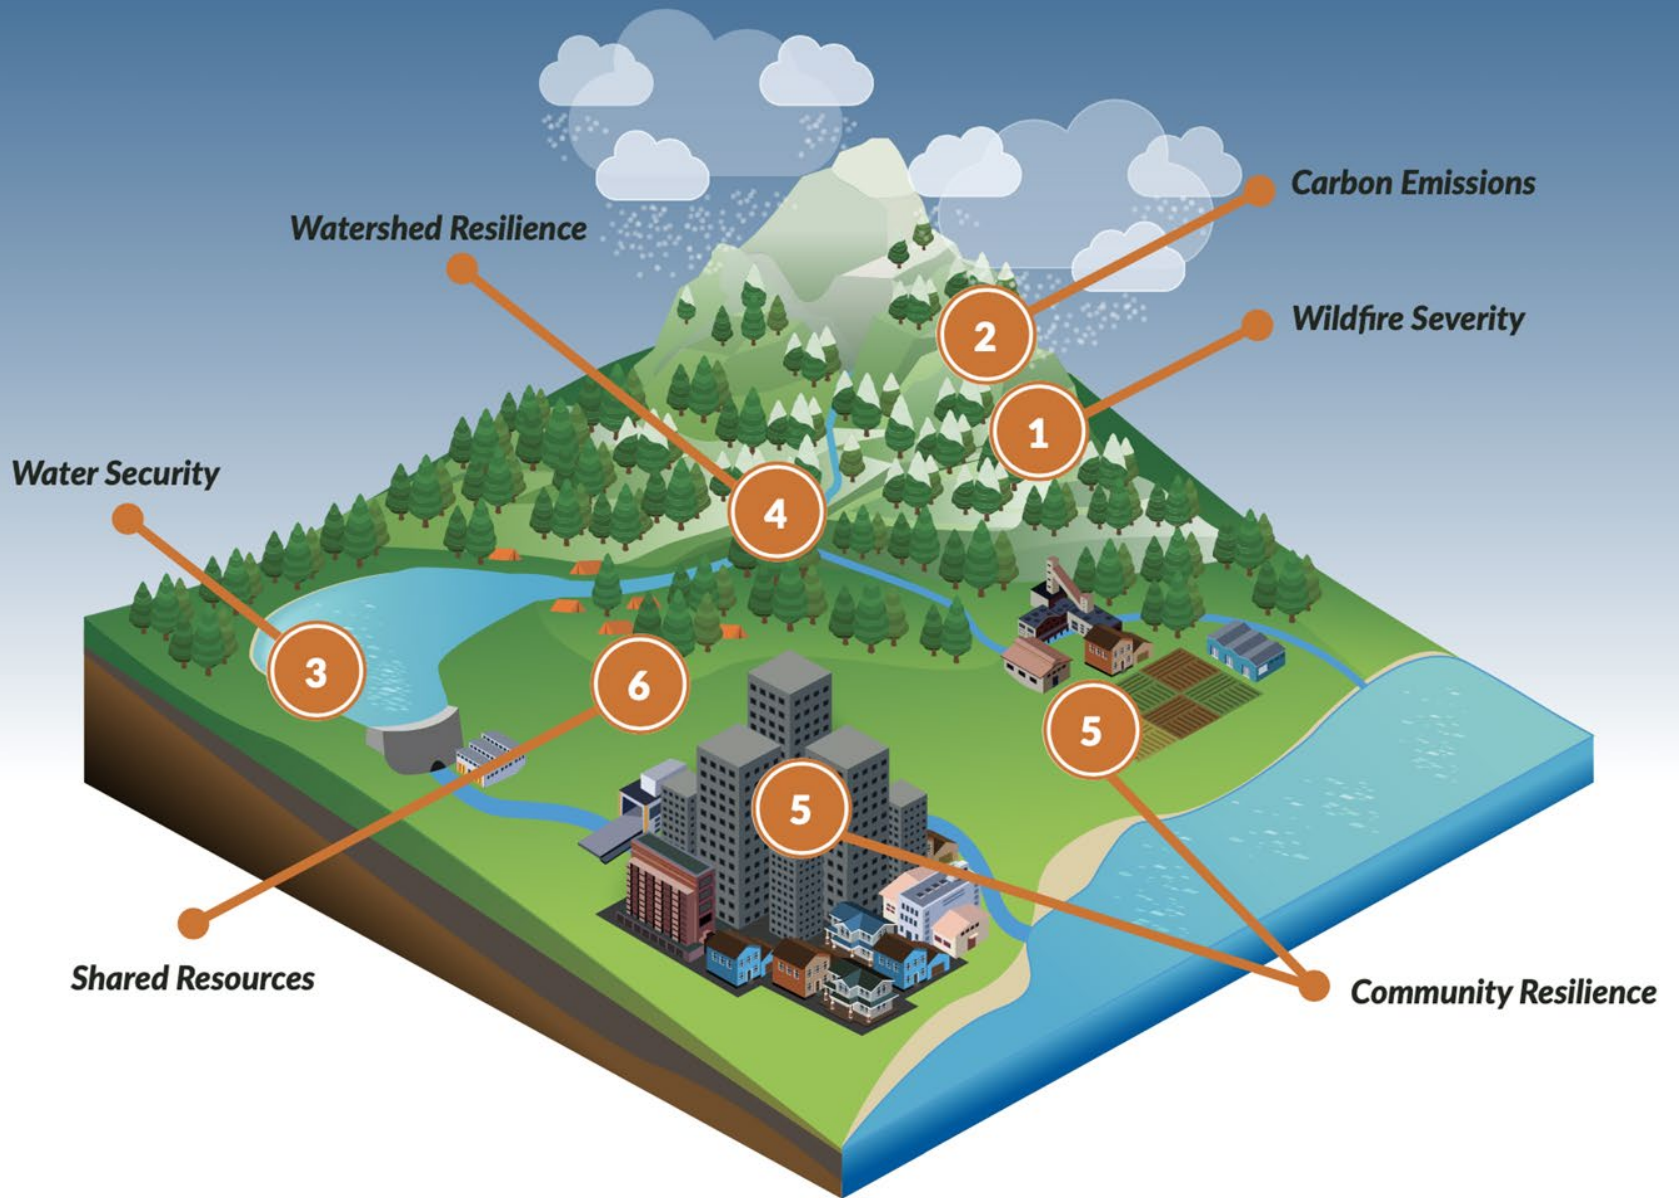 Carbon Emissions
Watershed Resilience
Wildfire Severity
2
1
Water Security
4
3
6
5
5
Shared Resources
Community Resilience